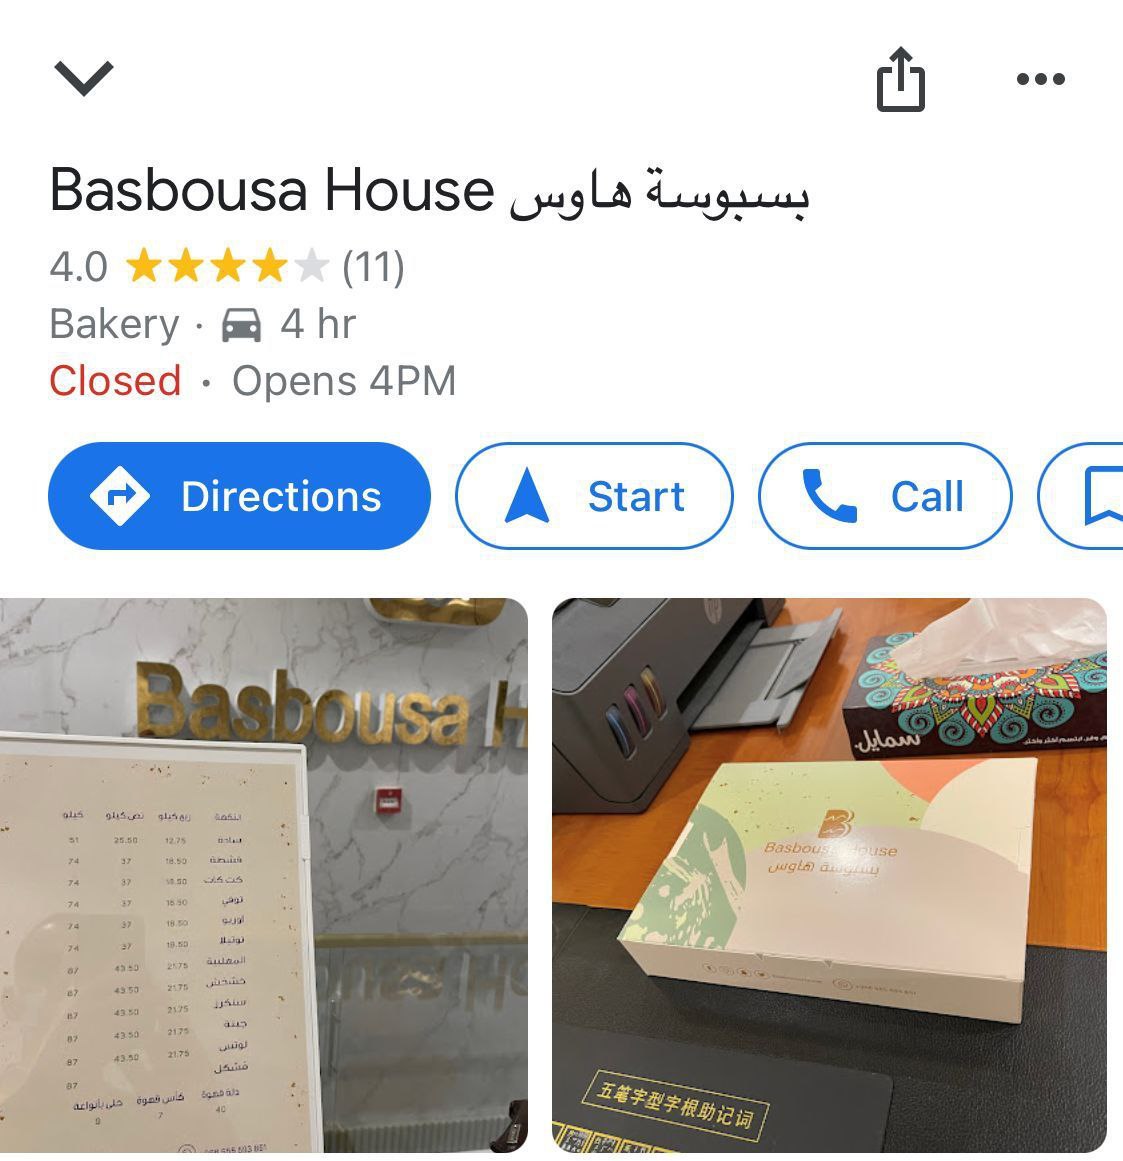 Basbousa House بسبوسة هاوس
4.0 (11)
Bakery · 4 hr
Closed · Opens 4PM
Directions
Start
Call
Basbousa H
النكهة ربع كيلو نص كيلو كيلو
سادة 12.75 25.50 51
قشطة 18.50 37 74
كت كات 18.50 37 74
توفي 18.50 37 74
اوريو 18.50 37 74
نوتيلا 18.50 37 74
المهلبية 21.75 43.50 87
خشخش 21.75 43.50 87
سنكرز 21.75 43.50 87
جبنة 21.75 43.50 87
لوتس 21.75 43.50 87
مشكل 87
دلة قهوة كأس قهوة حلى بأنواعه
40 7 9
hp
سمايل
Basbousa House
بسبوسة هاوس
五笔字型字根助记词